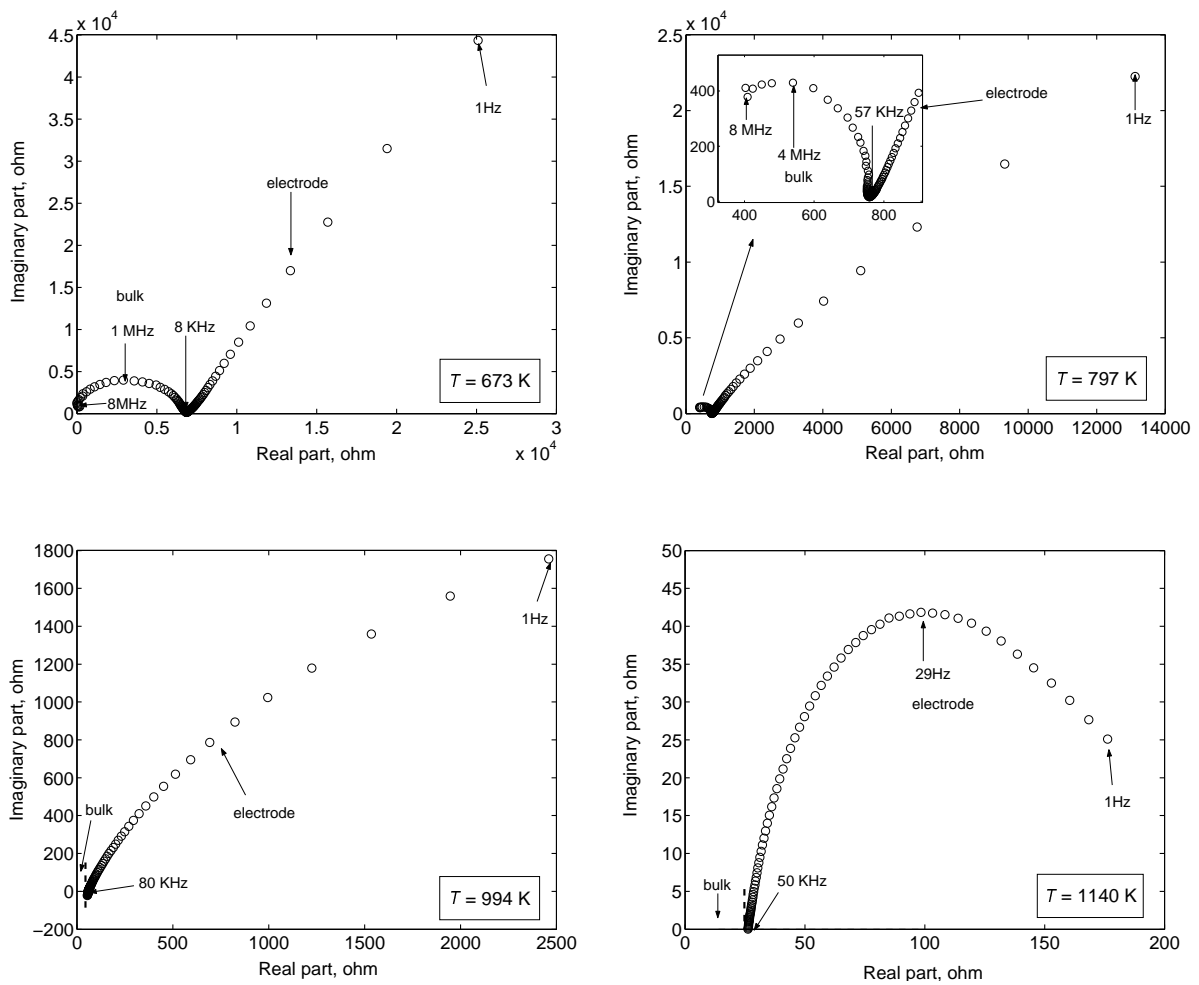 x 10⁴
4.5
4
3.5
3
2.5
2
1.5
1
0.5
0
Imaginary part, ohm
1Hz
electrode
bulk
1 MHz
8 KHz
8MHz
T = 673 K
0 0.5 1 1.5 2 2.5 3
Real part, ohm
x 10⁴
x 10⁴
2.5
2
1.5
1
0.5
0
Imaginary part, ohm
400
200
0
400 600 800
8 MHz
4 MHz
bulk
57 KHz
electrode
1Hz
T = 797 K
0 2000 4000 6000 8000 10000 12000 14000
Real part, ohm
1800
1600
1400
1200
1000
800
600
400
200
0
−200
Imaginary part, ohm
1Hz
electrode
bulk
80 KHz
T = 994 K
0 500 1000 1500 2000 2500
Real part, ohm
50
45
40
35
30
25
20
15
10
5
0
Imaginary part, ohm
29Hz
electrode
1Hz
bulk
50 KHz
T = 1140 K
0 50 100 150 200
Real part, ohm